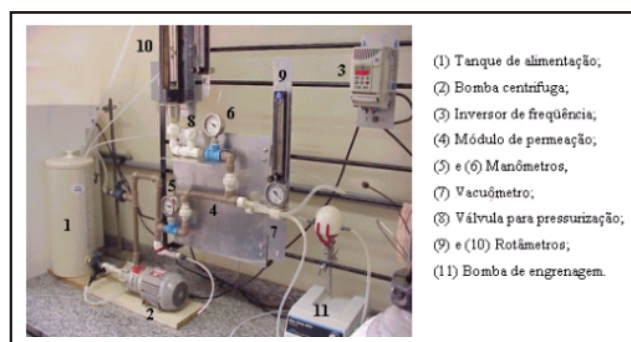 10
9
3
8
6
5
4
1
7
2
11
(1) Tanque de alimentação;
(2) Bomba centrifuga;
(3) Inversor de freqüência;
(4) Módulo de permeação;
(5) e (6) Manômetros,
(7) Vacuômetro;
(8) Válvula para pressurização;
(9) e (10) Rotâmetros;
(11) Bomba de engrenagem.